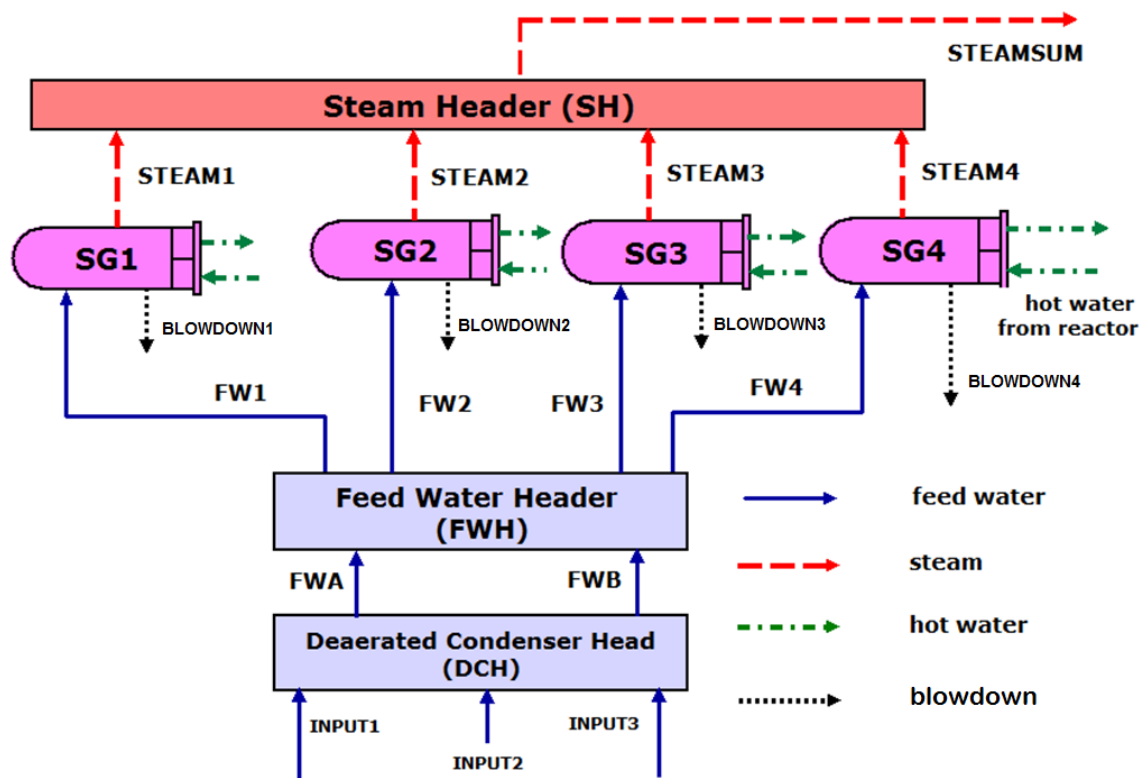 STEAMSUM
Steam Header (SH)
STEAM1
STEAM2
STEAM3
STEAM4
SG1
SG2
SG3
SG4
hot water
from reactor
BLOWDOWN1
BLOWDOWN2
BLOWDOWN3
BLOWDOWN4
FW1
FW2
FW3
FW4
Feed Water Header
(FWH)
feed water
FWA
FWB
steam
Deaerated Condenser Head
(DCH)
hot water
blowdown
INPUT1
INPUT2
INPUT3